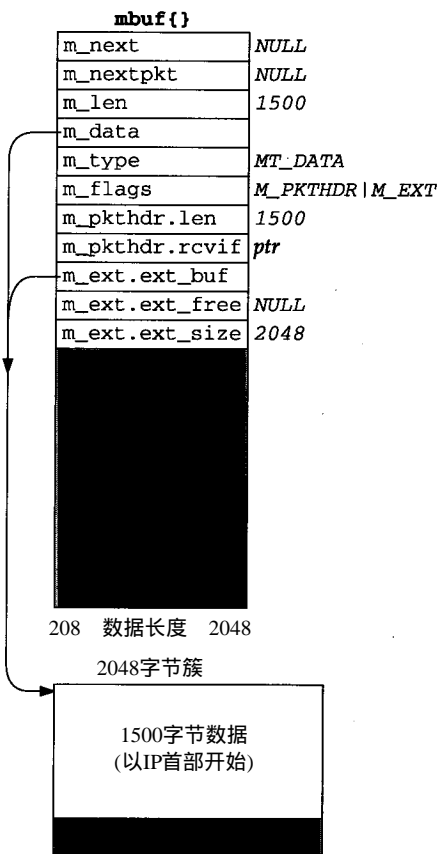 mbuf{}
m_next NULL
m_nextpkt NULL
m_len 1500
m_data
m_type MT_DATA
m_flags M_PKTHDR|M_EXT
m_pkthdr.len 1500
m_pkthdr.rcvif ptr
m_ext.ext_buf
m_ext.ext_free NULL
m_ext.ext_size 2048
208 数据长度 2048
2048字节簇
1500字节数据
(以IP首部开始)